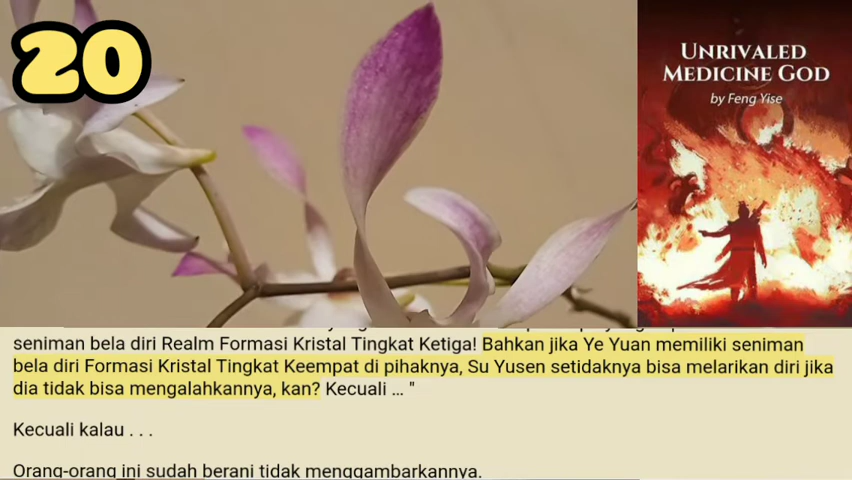 20
UNRIVALED
MEDICINE GOD
by Feng Yise
seniman bela diri Realm Formasi Kristal Tingkat Ketiga! Bahkan jika Ye Yuan memiliki seniman
bela diri Formasi Kristal Tingkat Keempat di pihaknya, Su Yusen setidaknya bisa melarikan diri jika
dia tidak bisa mengalahkannya, kan? Kecuali ... "
Kecuali kalau . . .
Orang-orang ini sudah berani tidak menggambarkannya.